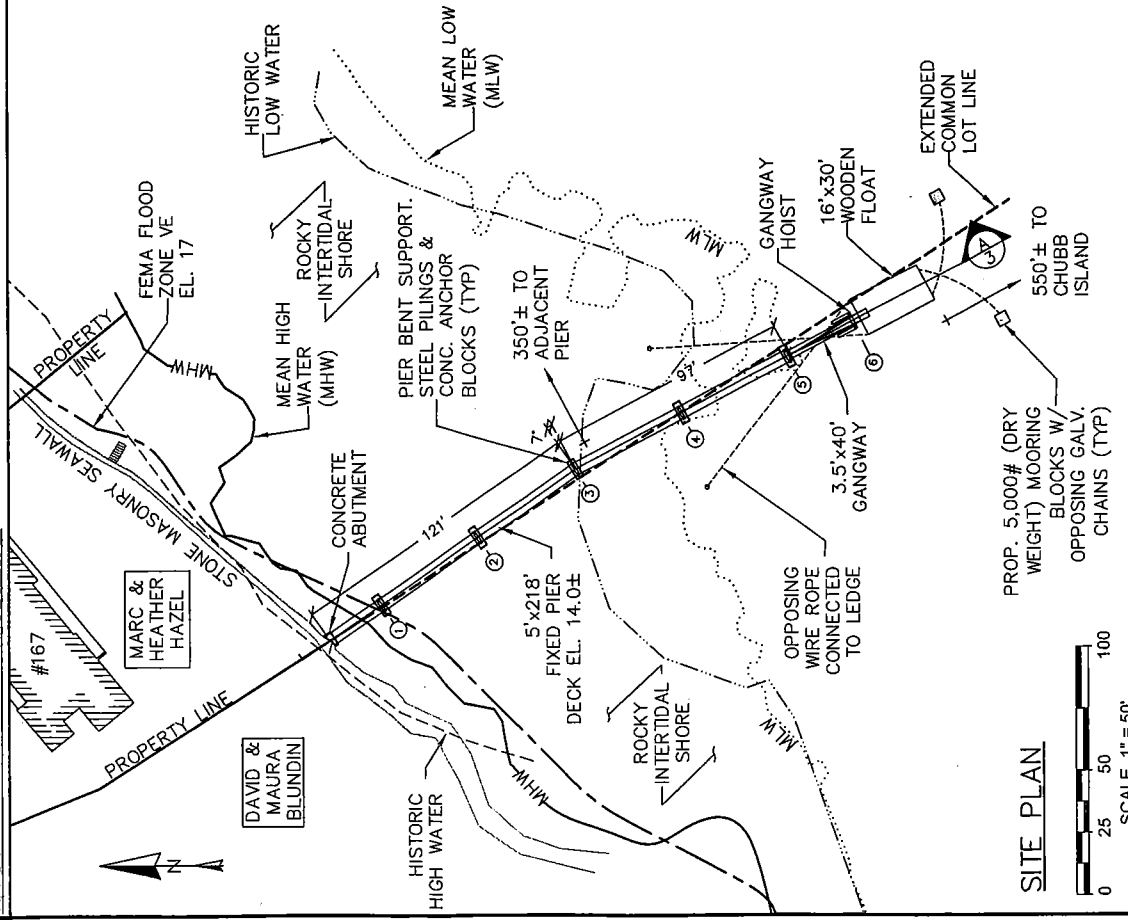 FEMA FLOOD
ZONE VE
EL. 17
PROPERTY
LINE
HISTORIC
LOW WATER
MEAN LOW
WATER
(MLW)
ROCKY
INTERTIDAL
SHORE
MHW
MEAN HIGH
WATER
(MHW)
STONE MASONRY SEAWALL
#167
MARC &
HEATHER
HAZEL
PIER BENT SUPPORT.
STEEL PILINGS &
CONC. ANCHOR
BLOCKS (TYP)
350'± TO
ADJACENT
PIER
MLW
GANGWAY
HOIST
16'x30'
WOODEN
FLOAT
EXTENDED
COMMON
LOT LINE
CONCRETE
ABUTMENT
121'
7°
97'
1
2
3
4
5
6
A
3
550'± TO
CHUBB
ISLAND
5'x218'
FIXED PIER
DECK EL. 14.0±
3.5'x40'
GANGWAY
PROPERTY LINE
DAVID &
MAURA
BLUNDIN
HISTORIC
HIGH WATER
MHW
ROCKY
INTERTIDAL
SHORE
OPPOSING
WIRE ROPE
CONNECTED
TO LEDGE
PROP. 5,000# (DRY
WEIGHT) MOORING
BLOCKS W/
OPPOSING GALV.
CHAINS (TYP)
MLW
N
SITE PLAN
0 25 50 100
SCALE 1"=50'